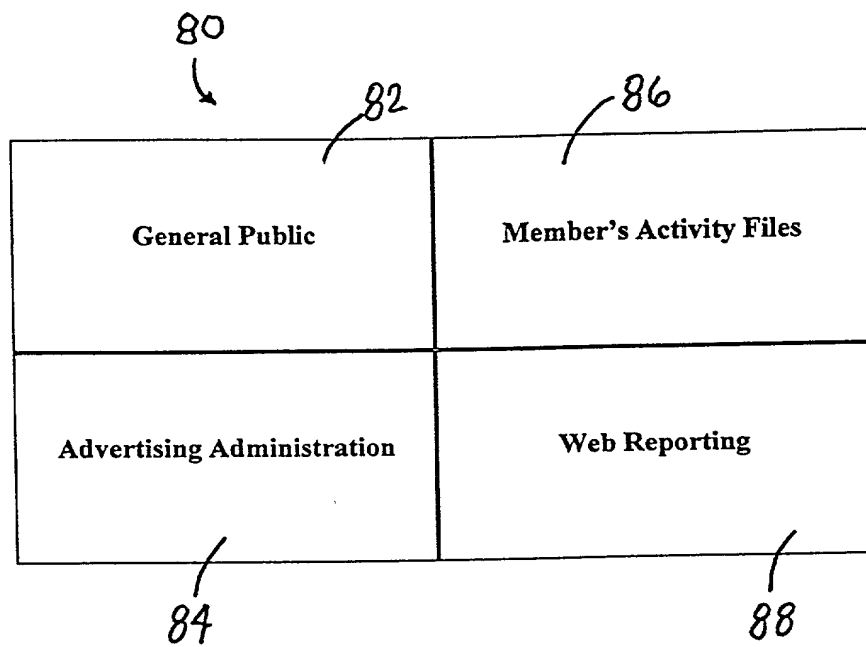 80
82
86
General Public
Member's Activity Files
Advertising Administration
Web Reporting
84
88